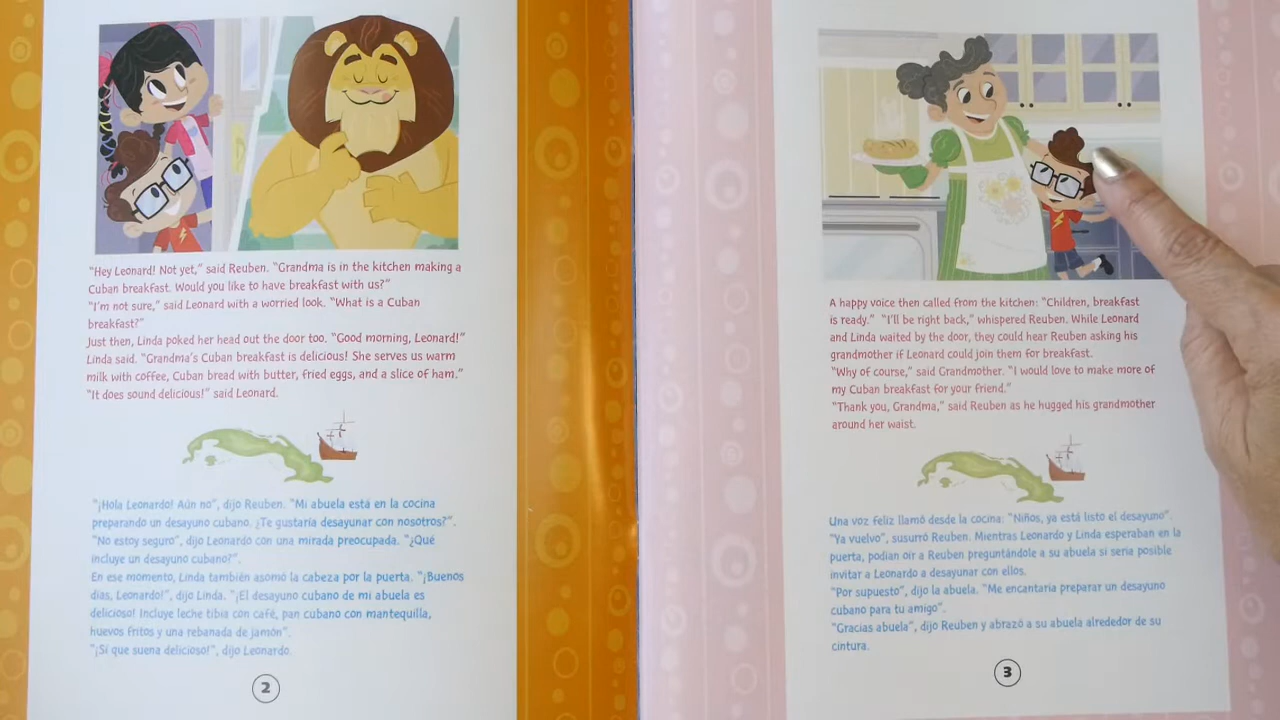 "Hey Leonard! Not yet," said Reuben. "Grandma is in the kitchen making a
Cuban breakfast. Would you like to have breakfast with us?"
"I'm not sure," said Leonard with a worried look. "What is a Cuban
breakfast?"
Just then, Linda poked her head out the door too. "Good morning, Leonard!"
Linda said. "Grandma's Cuban breakfast is delicious! She serves us warm
milk with coffee, Cuban bread with butter, fried eggs, and a slice of ham."
"It does sound delicious!" said Leonard.
"¡Hola Leonardo! Aún no", dijo Reuben. "Mi abuela está en la cocina
preparando un desayuno cubano. ¿Te gustaría desayunar con nosotros?".
"No estoy seguro", dijo Leonardo con una mirada preocupada. "¿Qué
incluye un desayuno cubano?".
En ese momento, Linda también asomó la cabeza por la puerta. "¡Buenos
días, Leonardo!", dijo Linda. "¡El desayuno cubano de mi abuela es
delicioso! Incluye leche tibia con café, pan cubano con mantequilla,
huevos fritos y una rebanada de jamón".
"¡Sí que suena delicioso!", dijo Leonardo.
2
A happy voice then called from the kitchen: "Children, breakfast
is ready." "I'll be right back," whispered Reuben. While Leonard
and Linda waited by the door, they could hear Reuben asking his
grandmother if Leonard could join them for breakfast.
"Why of course," said Grandmother. "I would love to make more of
my Cuban breakfast for your friend."
"Thank you, Grandma," said Reuben as he hugged his grandmother
around her waist.
Una voz feliz llamó desde la cocina: "Niños, ya está listo el desayuno".
"Ya vuelvo", susurró Reuben. Mientras Leonardo y Linda esperaban en la
puerta, podían oír a Reuben preguntándole a su abuela si sería posible
invitar a Leonardo a desayunar con ellos.
"Por supuesto", dijo la abuela. "Me encantaría preparar un desayuno
cubano para tu amigo".
"Gracias abuela", dijo Reuben y abrazó a su abuela alrededor de su
cintura.
3